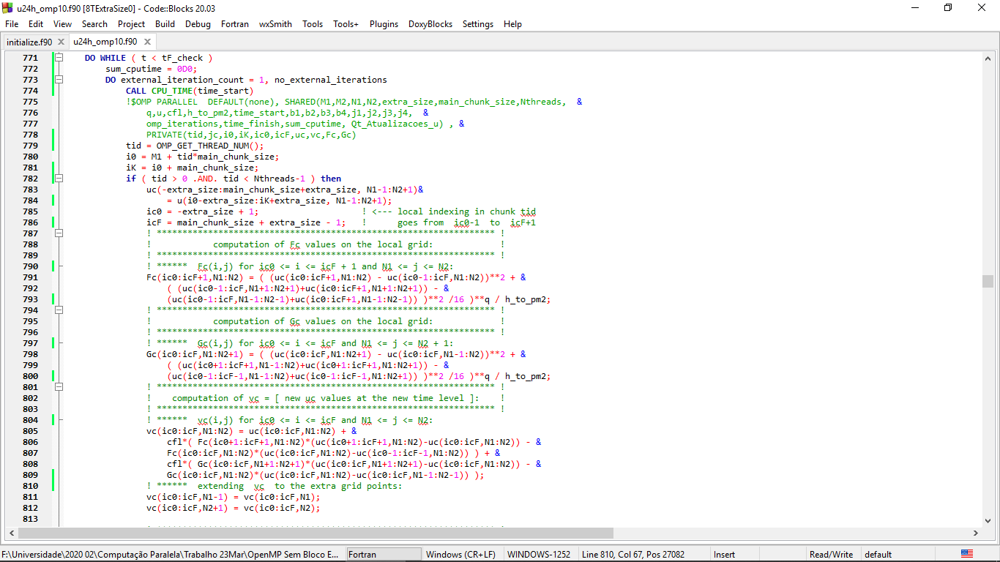 u24h_omp10.f90 [8TExtraSize0] - Code::Blocks 20.03
File Edit View Search Project Build Debug Fortran wxSmith Tools Tools+ Plugins DoxyBlocks Settings Help
initialize.f90 u24h_omp10.f90
771 DO WHILE ( t < tF_check )
772 sum_cputime = 0D0;
773 DO external_iteration_count = 1, no_external_iterations
774 CALL CPU_TIME(time_start)
775 !$OMP PARALLEL DEFAULT(none), SHARED(M1,M2,N1,N2,extra_size,main_chunk_size,Nthreads, &
776 q,u,cfl,h_to_pm2,time_start,b1,b2,b3,b4,j1,j2,j3,j4, &
777 omp_iterations,time_finish,sum_cputime, Qt_Atualizacoes_u) , &
778 PRIVATE(tid,jc,i0,iK,ic0,icF,uc,vc,Fc,Gc)
779 tid = OMP_GET_THREAD_NUM();
780 i0 = M1 + tid*main_chunk_size;
781 iK = i0 + main_chunk_size;
782 if ( tid > 0 .AND. tid < Nthreads-1 ) then
783 uc(-extra_size:main_chunk_size+extra_size, N1-1:N2+1)&
784 = u(i0-extra_size:iK+extra_size, N1-1:N2+1);
785 ic0 = -extra_size + 1; ! <--- local indexing in chunk tid
786 icF = main_chunk_size + extra_size - 1; ! goes from ic0-1 to icF+1
787 ! ****************************************************************** !
788 ! computation of Fc values on the local grid: !
789 ! ****************************************************************** !
790 ! ****** Fc(i,j) for ic0 <= i <= icF + 1 and N1 <= j <= N2:
791 Fc(ic0:icF+1,N1:N2) = ( (uc(ic0:icF+1,N1:N2) - uc(ic0-1:icF,N1:N2))**2 + &
792 ( (uc(ic0-1:icF,N1+1:N2+1)+uc(ic0:icF+1,N1+1:N2+1)) - &
793 (uc(ic0-1:icF,N1-1:N2-1)+uc(ic0:icF+1,N1-1:N2-1)) )**2 /16 )**q / h_to_pm2;
794 ! ****************************************************************** !
795 ! computation of Gc values on the local grid: !
796 ! ****************************************************************** !
797 ! ****** Gc(i,j) for ic0 <= i <= icF and N1 <= j <= N2 + 1:
798 Gc(ic0:icF,N1:N2+1) = ( (uc(ic0:icF,N1:N2+1) - uc(ic0:icF,N1-1:N2))**2 + &
799 ( (uc(ic0+1:icF+1,N1-1:N2)+uc(ic0+1:icF+1,N1:N2+1)) - &
800 (uc(ic0-1:icF-1,N1-1:N2)+uc(ic0-1:icF-1,N1:N2+1)) )**2 /16 )**q / h_to_pm2;
801 ! ****************************************************************** !
802 ! computation of vc = [ new uc values at the new time level ]: !
803 ! ****************************************************************** !
804 ! ****** vc(i,j) for ic0 <= i <= icF and N1 <= j <= N2:
805 vc(ic0:icF,N1:N2) = uc(ic0:icF,N1:N2) + &
806 cfl*( Fc(ic0+1:icF+1,N1:N2)*(uc(ic0+1:icF+1,N1:N2)-uc(ic0:icF,N1:N2)) - &
807 Fc(ic0:icF,N1:N2)*(uc(ic0:icF,N1:N2)-uc(ic0-1:icF-1,N1:N2)) ) + &
808 cfl*( Gc(ic0:icF,N1+1:N2+1)*(uc(ic0:icF,N1+1:N2+1)-uc(ic0:icF,N1:N2)) - &
809 Gc(ic0:icF,N1:N2)*(uc(ic0:icF,N1:N2)-uc(ic0:icF,N1-1:N2-1)) );
810 ! ****** extending vc to the extra grid points:
811 vc(ic0:icF,N1-1) = vc(ic0:icF,N1);
812 vc(ic0:icF,N2+1) = vc(ic0:icF,N2);
813
F:\Universidade\2020 02\Computação Paralela\Trabalho 23Mar\OpenMP Sem Bloco E... Fortran Windows (CR+LF) WINDOWS-1252 Line 810, Col 67, Pos 27082 Insert Read/Write default